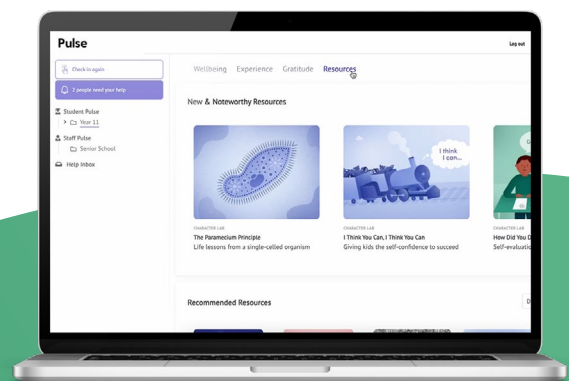 Pulse
Log out
Check in again
Wellbeing Experience Gratitude Resources
2 people need your help
Student Pulse
Year 11
Staff Pulse
Senior School
Help Inbox
New & Noteworthy Resources
I think
I can...
CHARACTER LAB
The Paramecium Principle
Life lessons from a single-celled organism
CHARACTER LAB
I Think You Can, I Think You Can
Giving kids the self-confidence to succeed
CHARACTER LAB
How Did You D
Self-evaluatio
Recommended Resources
D